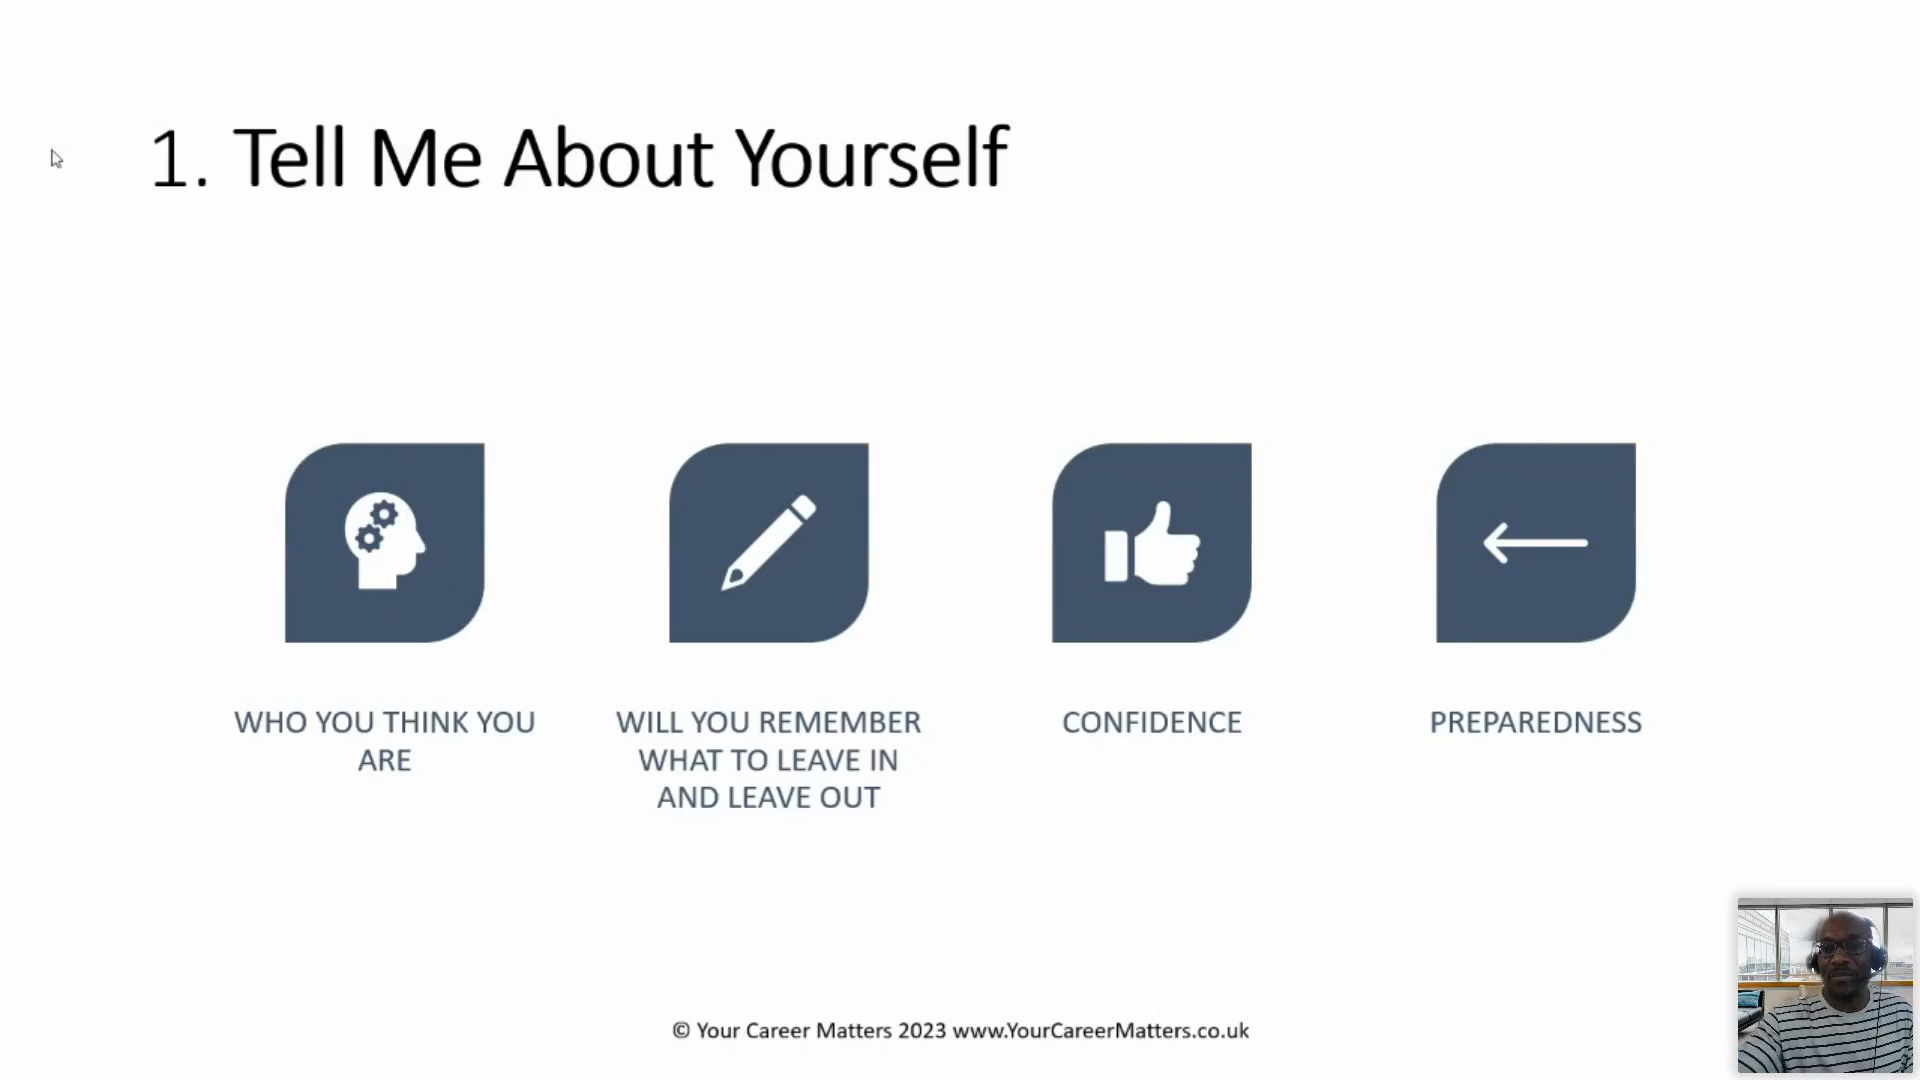 1. Tell Me About Yourself
WHO YOU THINK YOU
ARE
WILL YOU REMEMBER
WHAT TO LEAVE IN
AND LEAVE OUT
CONFIDENCE
PREPAREDNESS
© Your Career Matters 2023 www.YourCareerMatters.co.uk